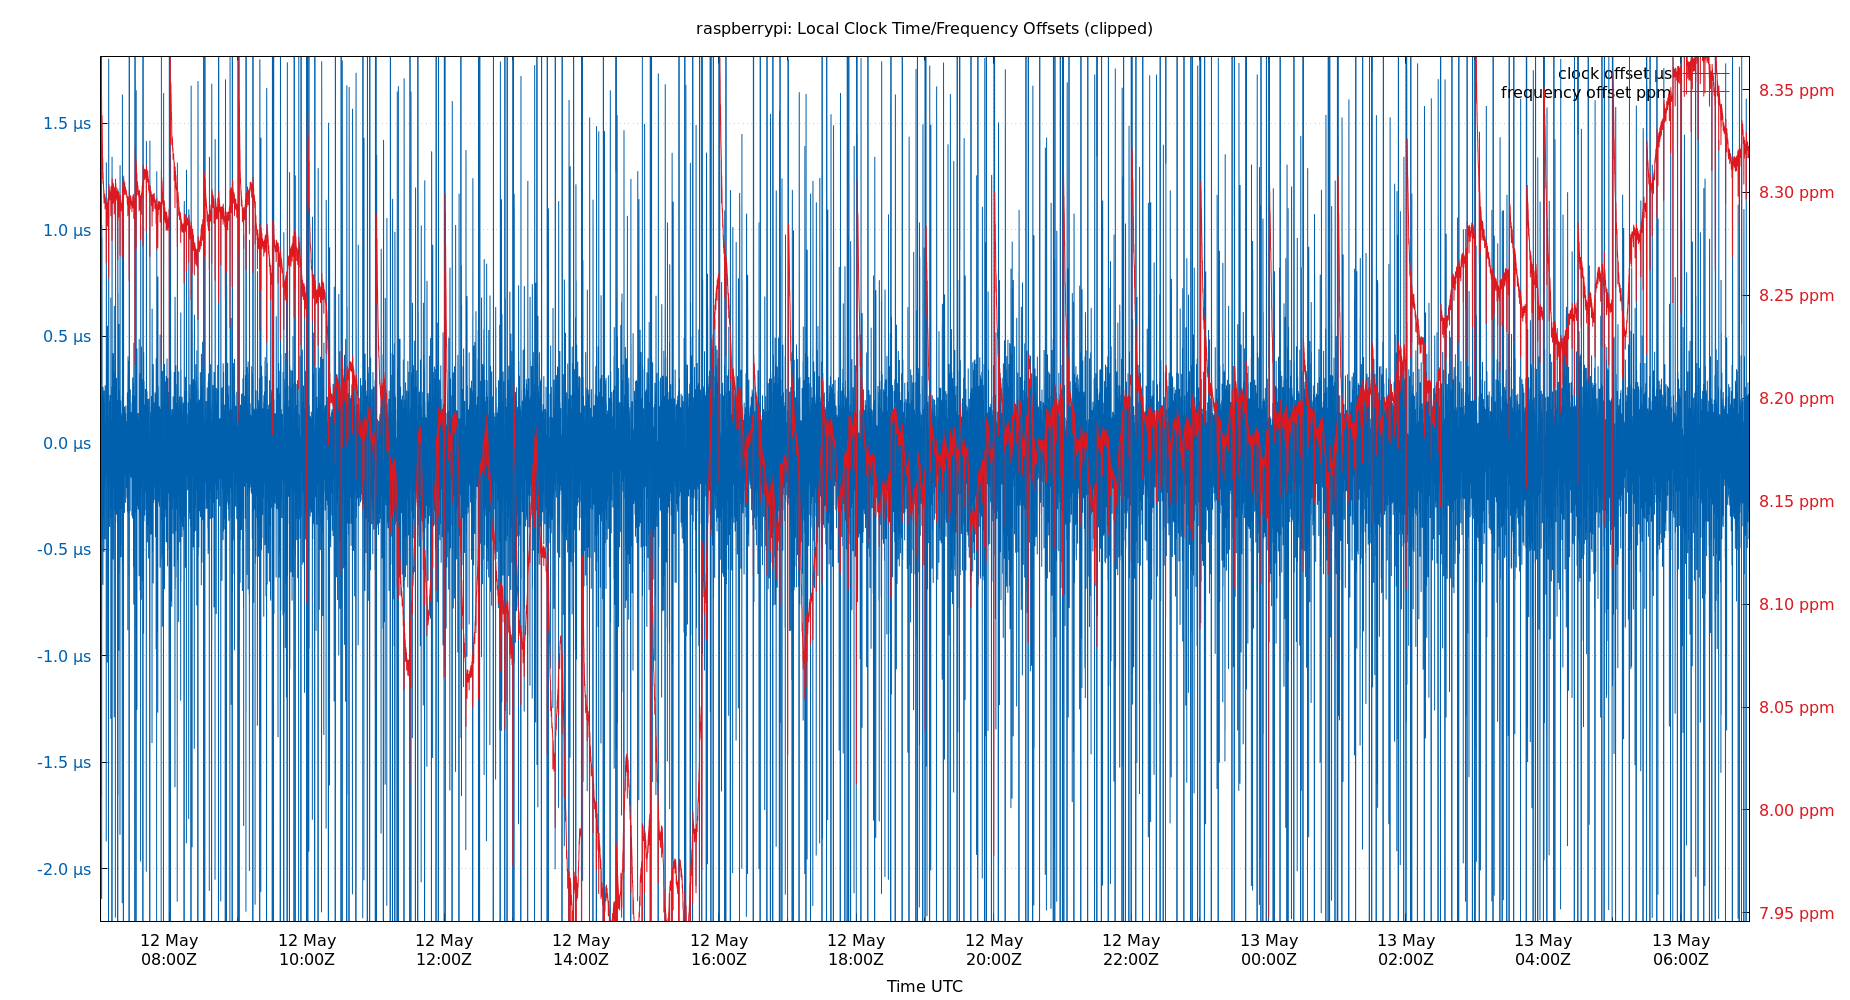 raspberrypi: Local Clock Time/Frequency Offsets (clipped)
clock offset µs
frequency offset ppm
1.5 µs
1.0 µs
0.5 µs
0.0 µs
-0.5 µs
-1.0 µs
-1.5 µs
-2.0 µs
8.35 ppm
8.30 ppm
8.25 ppm
8.20 ppm
8.15 ppm
8.10 ppm
8.05 ppm
8.00 ppm
7.95 ppm
12 May 12 May 12 May 12 May 12 May 12 May 12 May 12 May 13 May 13 May 13 May 13 May
08:00Z 10:00Z 12:00Z 14:00Z 16:00Z 18:00Z 20:00Z 22:00Z 00:00Z 02:00Z 04:00Z 06:00Z
Time UTC